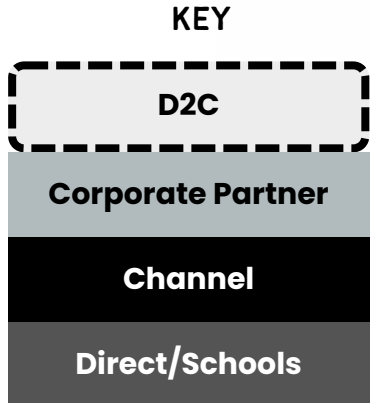 KEY
D2C
Corporate Partner
Channel
Direct/Schools